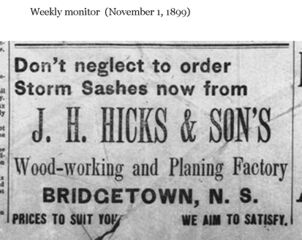 Weekly monitor (November 1, 1899)
Don't neglect to order
Storm Sashes now from
J. H. HICKS & SON'S
Wood-working and Planing Factory
BRIDGETOWN, N. S.
PRICES TO SUIT YOU. WE AIM TO SATISFY.